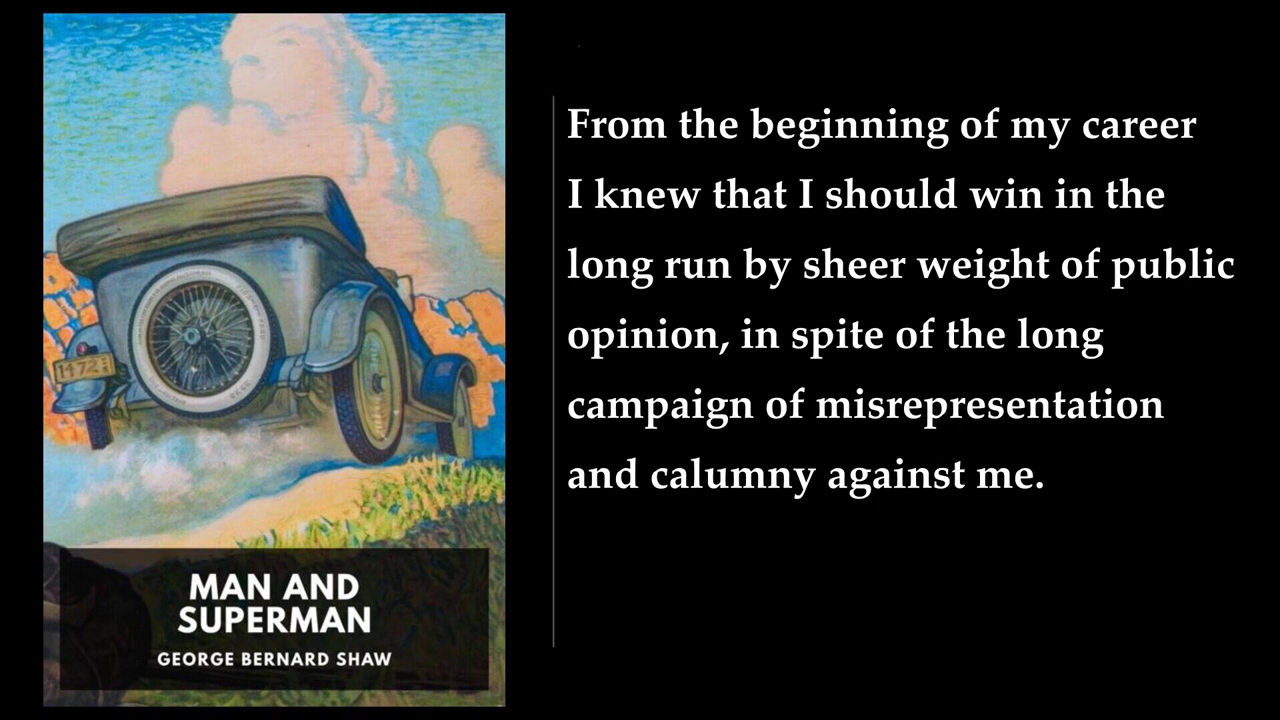 From the beginning of my career
I knew that I should win in the
long run by sheer weight of public
opinion, in spite of the long
campaign of misrepresentation
and calumny against me.
1472
MAN AND
SUPERMAN
GEORGE BERNARD SHAW